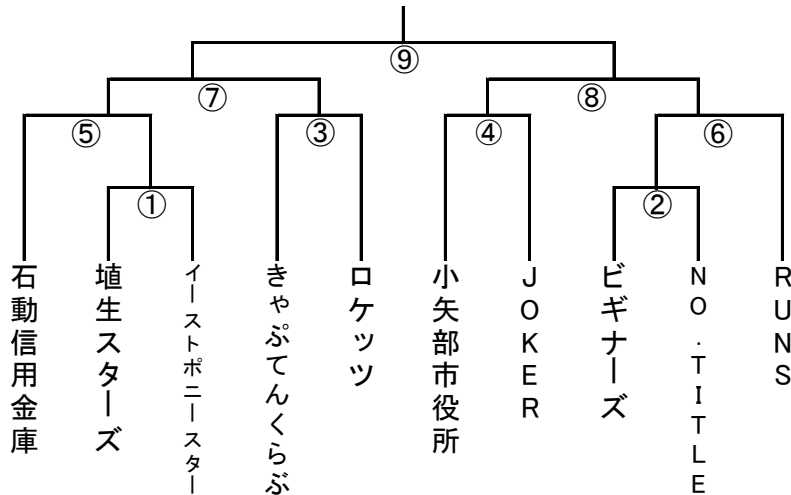 ⑨
⑦
⑧
⑤
③
④
⑥
①
②
石動信用金庫
埴生スターズ
イーストポニースター
きゃぷてんくらぶ
ロケッツ
小矢部市役所
JOKER
ビギナーズ
NO.TITLE
RUNS